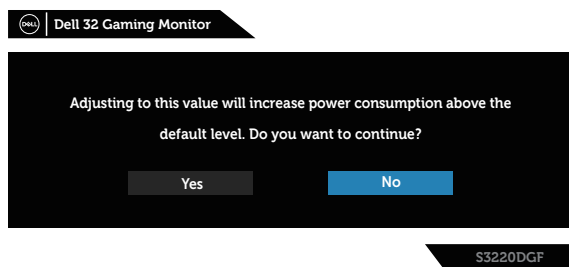 DELL
Dell 32 Gaming Monitor
Adjusting to this value will increase power consumption above the
default level. Do you want to continue?
Yes
No
S3220DGF